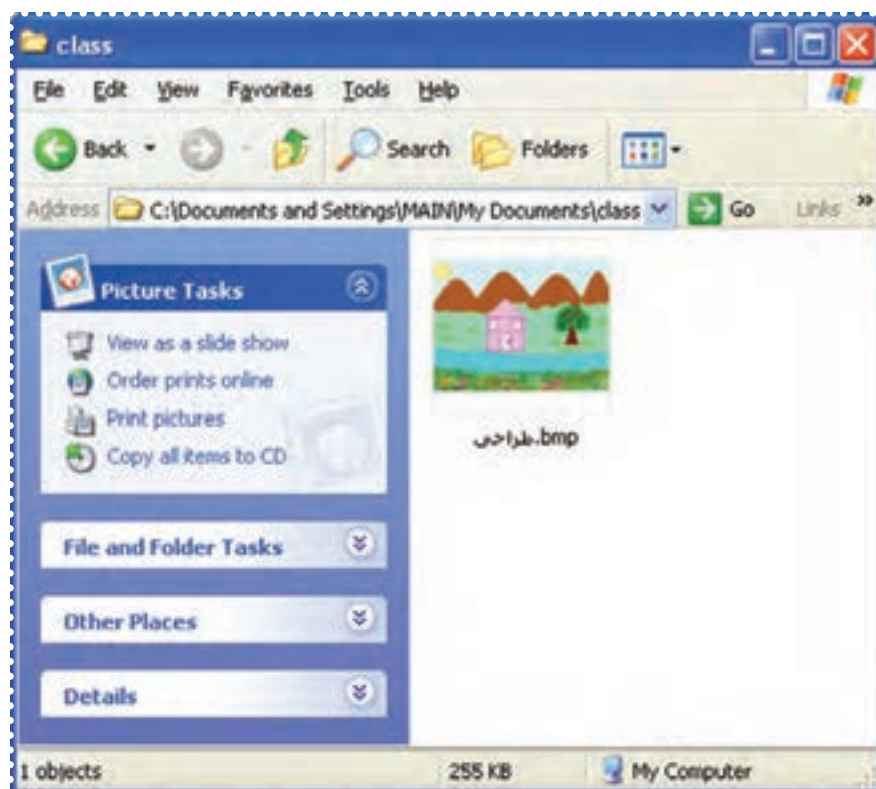 class
File Edit View Favorites Tools Help
Back Search Folders
Address C:\Documents and Settings\MAIN\My Documents\class Go Links »
Picture Tasks
View as a slide show
Order prints online
Print pictures
Copy all items to CD
طراحی.bmp
File and Folder Tasks
Other Places
Details
1 objects 255 KB My Computer